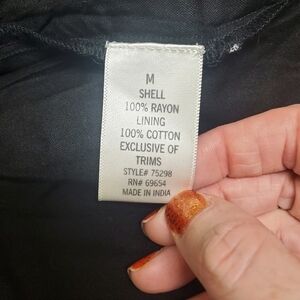 M
SHELL
100% RAYON
LINING
100% COTTON
EXCLUSIVE OF
TRIMS
STYLE# 75298
RN# 69654
MADE IN INDIA